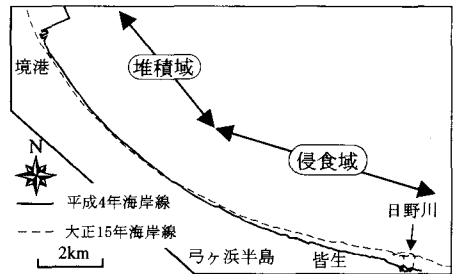 境港
堆積域
侵食域
N
日野川
平成4年海岸線
大正15年海岸線
2km
弓ヶ浜半島
皆生